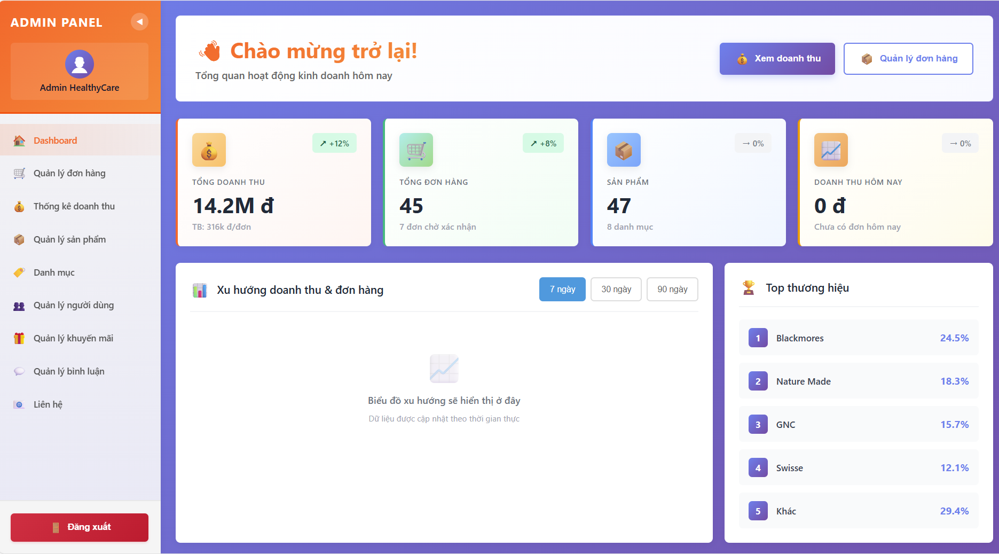 ADMIN PANEL
Admin HealthyCare
Dashboard
Quản lý đơn hàng
Thống kê doanh thu
Quản lý sản phẩm
Danh mục
Quản lý người dùng
Quản lý khuyến mãi
Quản lý bình luận
Liên hệ
Đăng xuất
Chào mừng trở lại!
Tổng quan hoạt động kinh doanh hôm nay
Xem doanh thu
Quản lý đơn hàng
↗ +12%
TỔNG DOANH THU
14.2M đ
TB: 316k đ/đơn
↗ +8%
TỔNG ĐƠN HÀNG
45
7 đơn chờ xác nhận
→ 0%
SẢN PHẨM
47
8 danh mục
→ 0%
DOANH THU HÔM NAY
0 đ
Chưa có đơn hôm nay
Xu hướng doanh thu & đơn hàng
7 ngày
30 ngày
90 ngày
Biểu đồ xu hướng sẽ hiển thị ở đây
Dữ liệu được cập nhật theo thời gian thực
Top thương hiệu
1 Blackmores 24.5%
2 Nature Made 18.3%
3 GNC 15.7%
4 Swisse 12.1%
5 Khác 29.4%